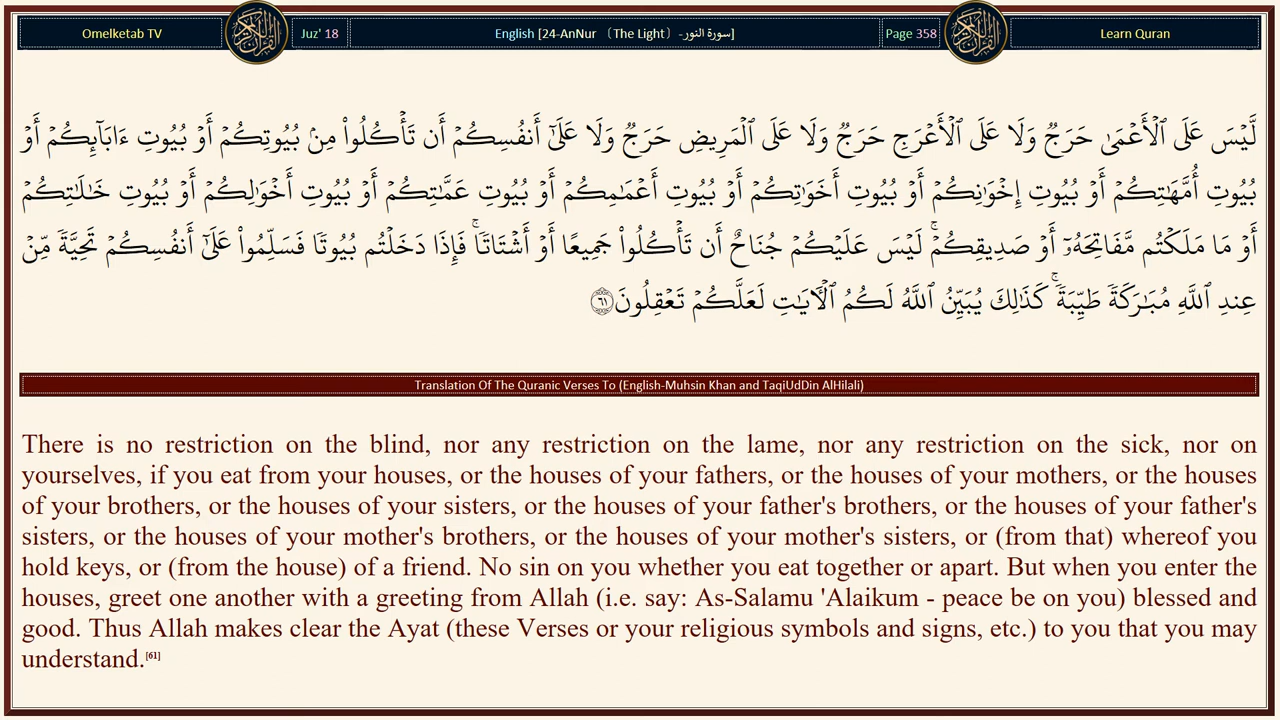 Omelketab TV
Juz' 18
English [24-AnNur （The Light） -سورة النور]
Page 358
Learn Quran
لَّيْسَ عَلَى ٱلْأَعْمَىٰ حَرَجٌ وَلَا عَلَى ٱلْأَعْرَجِ حَرَجٌ وَلَا عَلَى ٱلْمَرِيضِ حَرَجٌ وَلَا عَلَىٰٓ أَنفُسِكُمْ أَن تَأْكُلُوا۟ مِنۢ بُيُوتِكُمْ أَوْ بُيُوتِ ءَابَآئِكُمْ أَوْ
بُيُوتِ أُمَّهَٰتِكُمْ أَوْ بُيُوتِ إِخْوَٰنِكُمْ أَوْ بُيُوتِ أَخَوَٰتِكُمْ أَوْ بُيُوتِ أَعْمَٰمِكُمْ أَوْ بُيُوتِ عَمَّٰتِكُمْ أَوْ بُيُوتِ أَخْوَٰلِكُمْ أَوْ بُيُوتِ خَٰلَٰتِكُمْ
أَوْ مَا مَلَكْتُم مَّفَاتِحَهُۥٓ أَوْ صَدِيقِكُمْ ۚ لَيْسَ عَلَيْكُمْ جُنَاحٌ أَن تَأْكُلُوا۟ جَمِيعًا أَوْ أَشْتَاتًا ۚ فَإِذَا دَخَلْتُم بُيُوتًا فَسَلِّمُوا۟ عَلَىٰٓ أَنفُسِكُمْ تَحِيَّةً مِّنْ
عِندِ ٱللَّهِ مُبَٰرَكَةً طَيِّبَةً ۚ كَذَٰلِكَ يُبَيِّنُ ٱللَّهُ لَكُمُ ٱلْءَايَٰتِ لَعَلَّكُمْ تَعْقِلُونَ ٦١
Translation Of The Quranic Verses To (English-Muhsin Khan and TaqiUdDin AlHilali)
There is no restriction on the blind, nor any restriction on the lame, nor any restriction on the sick, nor on
yourselves, if you eat from your houses, or the houses of your fathers, or the houses of your mothers, or the houses
of your brothers, or the houses of your sisters, or the houses of your father's brothers, or the houses of your father's
sisters, or the houses of your mother's brothers, or the houses of your mother's sisters, or (from that) whereof you
hold keys, or (from the house) of a friend. No sin on you whether you eat together or apart. But when you enter the
houses, greet one another with a greeting from Allah (i.e. say: As-Salamu 'Alaikum - peace be on you) blessed and
good. Thus Allah makes clear the Ayat (these Verses or your religious symbols and signs, etc.) to you that you may
understand.[61]